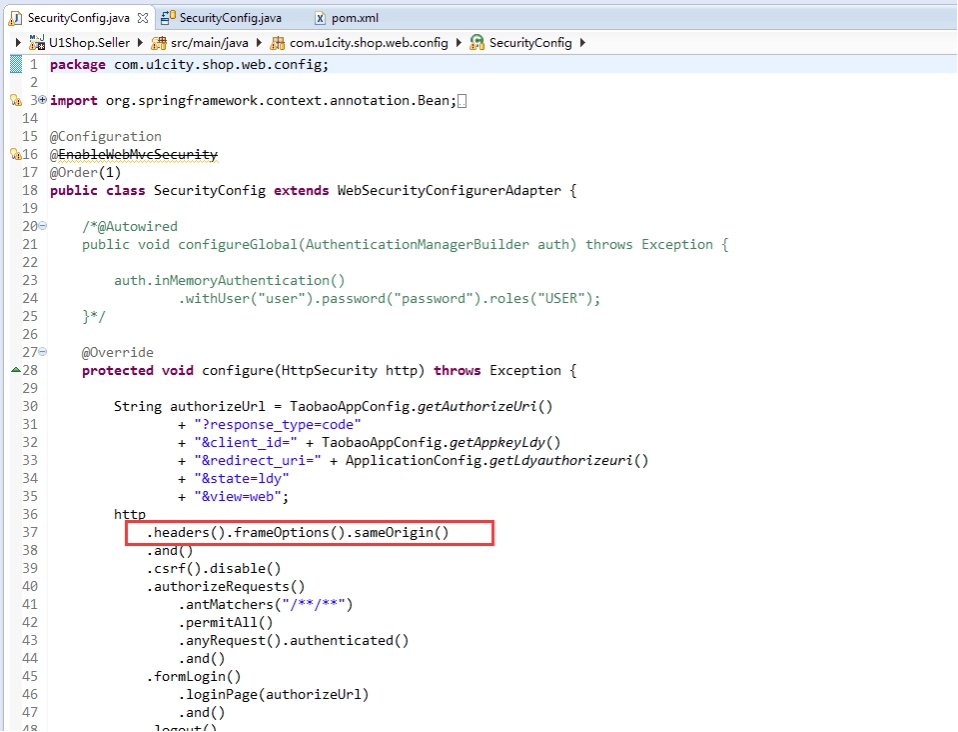 SecurityConfig.java SecurityConfig.java pom.xml
U1Shop.Seller src/main/java com.u1city.shop.web.config SecurityConfig
1 package com.u1city.shop.web.config;
2
3 import org.springframework.context.annotation.Bean;
14
15 @Configuration
16 @EnableWebMvcSecurity
17 @Order(1)
18 public class SecurityConfig extends WebSecurityConfigurerAdapter {
19
20 /*@Autowired
21 public void configureGlobal(AuthenticationManagerBuilder auth) throws Exception {
22
23 auth.inMemoryAuthentication()
24 .withUser("user").password("password").roles("USER");
25 }*/
26
27 @Override
28 protected void configure(HttpSecurity http) throws Exception {
29
30 String authorizeUrl = TaobaoAppConfig.getAuthorizeUri()
31 + "?response_type=code"
32 + "&client_id=" + TaobaoAppConfig.getAppkeyLdy()
33 + "&redirect_uri=" + ApplicationConfig.getLdyauthorizeuri()
34 + "&state=ldy"
35 + "&view=web";
36 http
37 .headers().frameOptions().sameOrigin()
38 .and()
39 .csrf().disable()
40 .authorizeRequests()
41 .antMatchers("/**/**")
42 .permitAll()
43 .anyRequest().authenticated()
44 .and()
45 .formLogin()
46 .loginPage(authorizeUrl)
47 .and()
48 .logout()